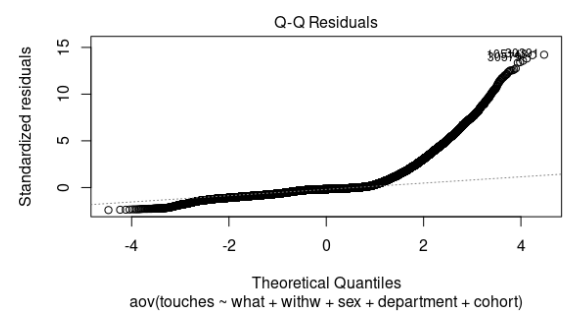 Q-Q Residuals
Standardized residuals
15
10
5
0
-4 -2 0 2 4
Theoretical Quantiles
aov(touches ~ what + withw + sex + department + cohort)